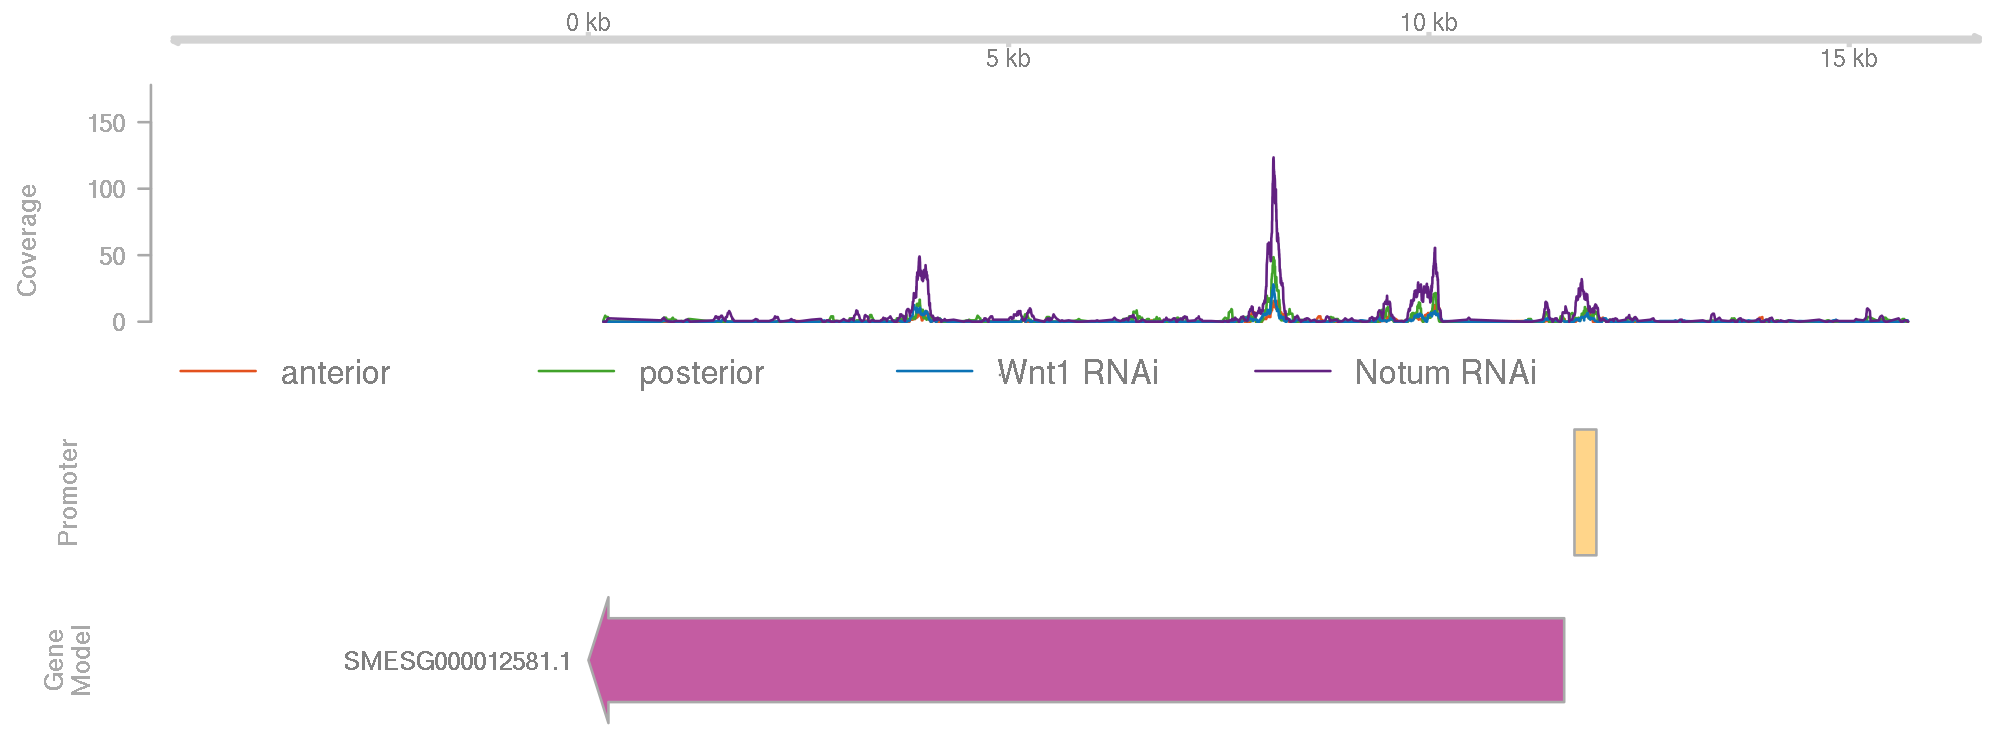 0 kb
10 kb
5 kb
15 kb
Coverage
150
100
50
0
anterior posterior Wnt1 RNAi Notum RNAi
Promoter
Gene
Model
SMESG000012581.1